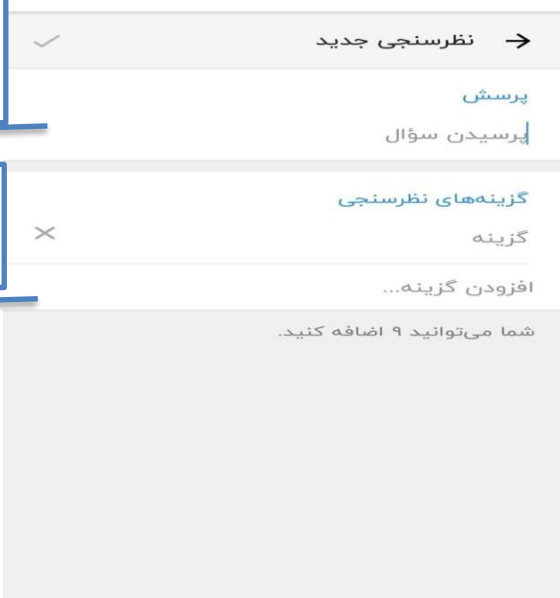 نظرسنجی جدید
پرسش
پرسیدن سؤال
گزینه‌های نظرسنجی
گزینه
افزودن گزینه...
شما می‌توانید ۹ اضافه کنید.